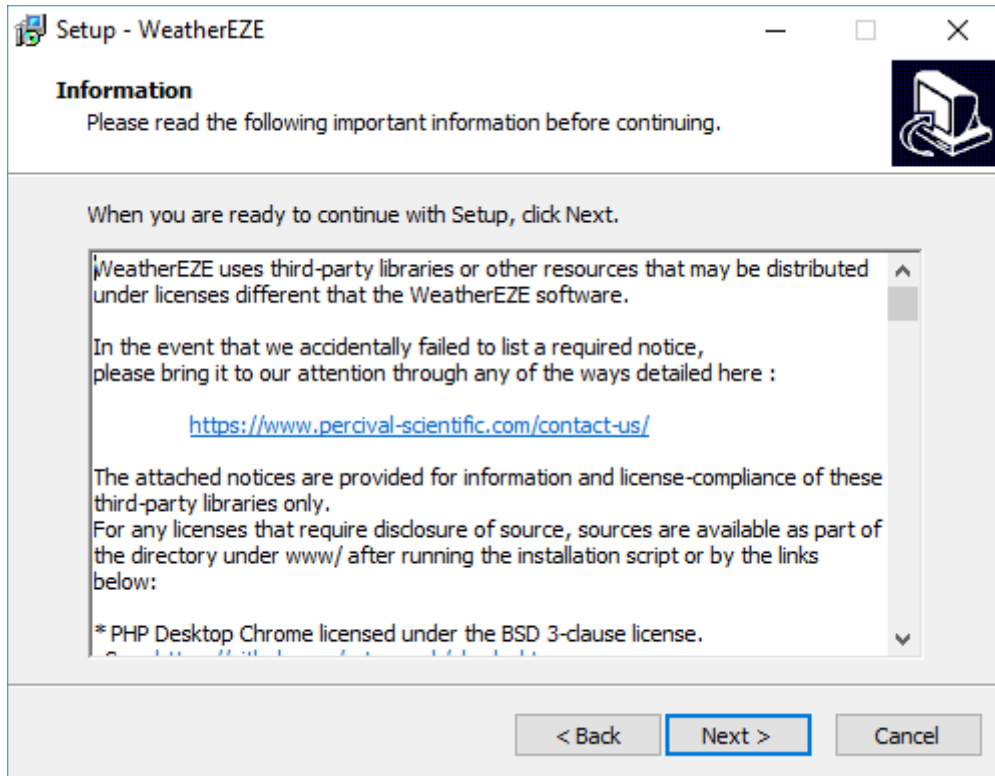 Setup - WeatherEZE
Information
Please read the following important information before continuing.
When you are ready to continue with Setup, click Next.
WeatherEZE uses third-party libraries or other resources that may be distributed
under licenses different that the WeatherEZE software.
In the event that we accidentally failed to list a required notice,
please bring it to our attention through any of the ways detailed here :
https://www.percival-scientific.com/contact-us/
The attached notices are provided for information and license-compliance of these
third-party libraries only.
For any licenses that require disclosure of source, sources are available as part of
the directory under www/ after running the installation script or by the links
below:
* PHP Desktop Chrome licensed under the BSD 3-clause license.
< Back
Next >
Cancel